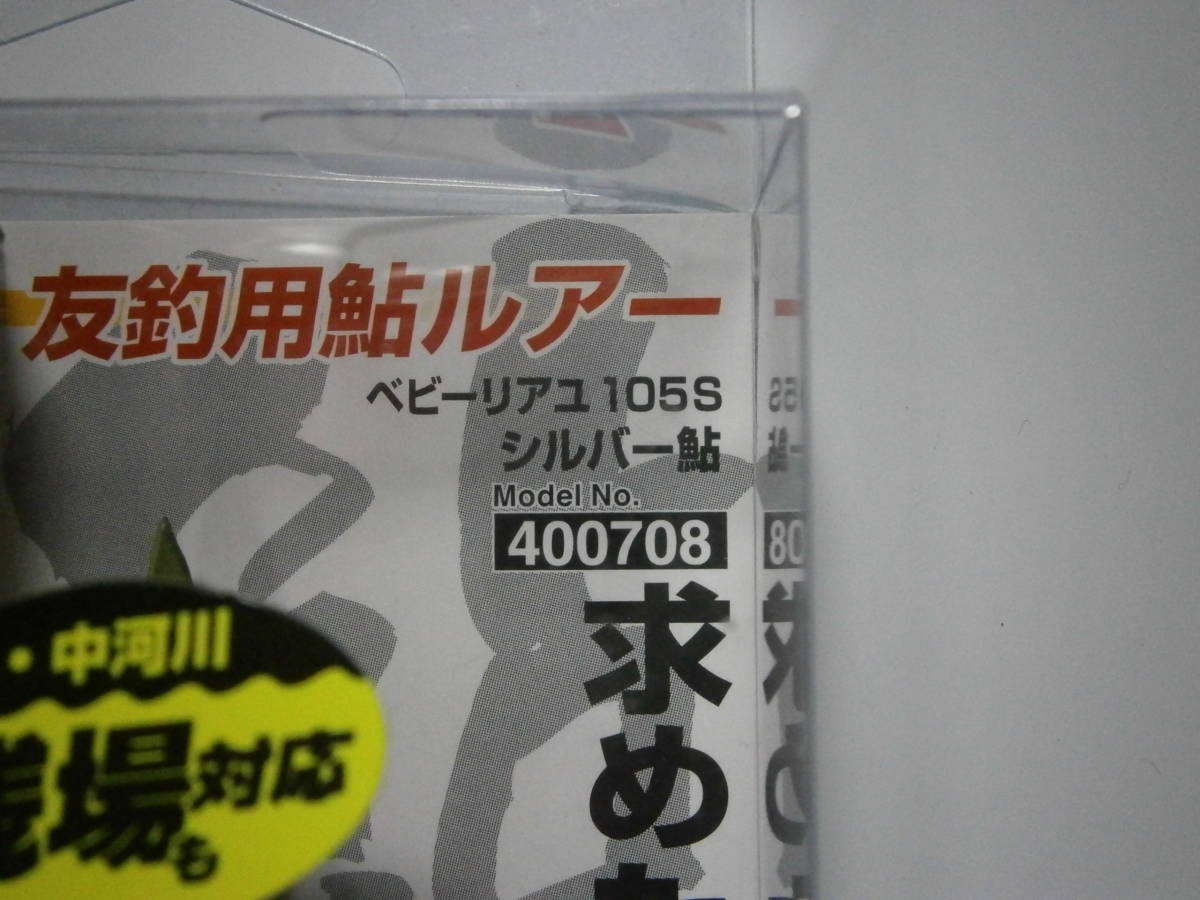 友釣用鮎ルアー
ベビーリアユ105S
シルバー鮎
Model No.
400708
求め
・中河川
場対応
も